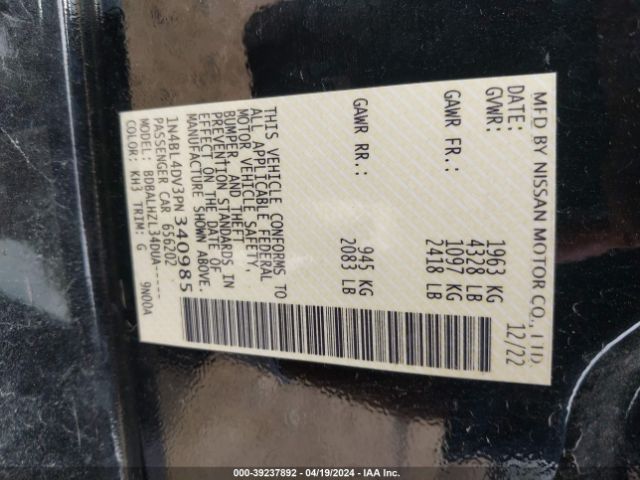 MFD BY NISSAN MOTOR CO., LTD.
DATE: 12/22
GVWR: 1963 KG
4328 LB
GAWR FR.: 1097 KG
2418 LB
GAWR RR.: 945 KG
2083 LB
THIS VEHICLE CONFORMS TO
ALL APPLICABLE FEDERAL
MOTOR VEHICLE SAFETY,
BUMPER, AND THEFT
PREVENTION STANDARDS IN
EFFECT ON THE DATE OF
MANUFACTURE SHOWN ABOVE.
1N4BL4DV3PN340985
PASSENGER CAR 656202
MODEL: BDBALHZL34DUA-----
COLOR: KH3 TRIM: G 9N00A
000-39237892 - 04/19/2024 - IAA Inc.